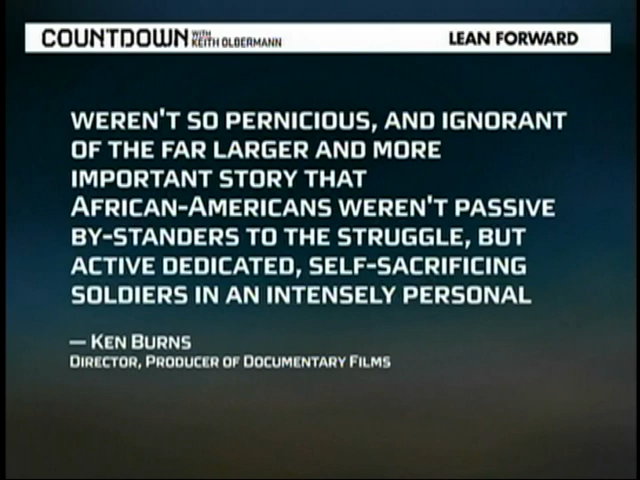 COUNTDOWN WITH KEITH OLBERMANN LEAN FORWARD
WEREN'T SO PERNICIOUS, AND IGNORANT
OF THE FAR LARGER AND MORE
IMPORTANT STORY THAT
AFRICAN-AMERICANS WEREN'T PASSIVE
BY-STANDERS TO THE STRUGGLE, BUT
ACTIVE DEDICATED, SELF-SACRIFICING
SOLDIERS IN AN INTENSELY PERSONAL
— KEN BURNS
DIRECTOR, PRODUCER OF DOCUMENTARY FILMS